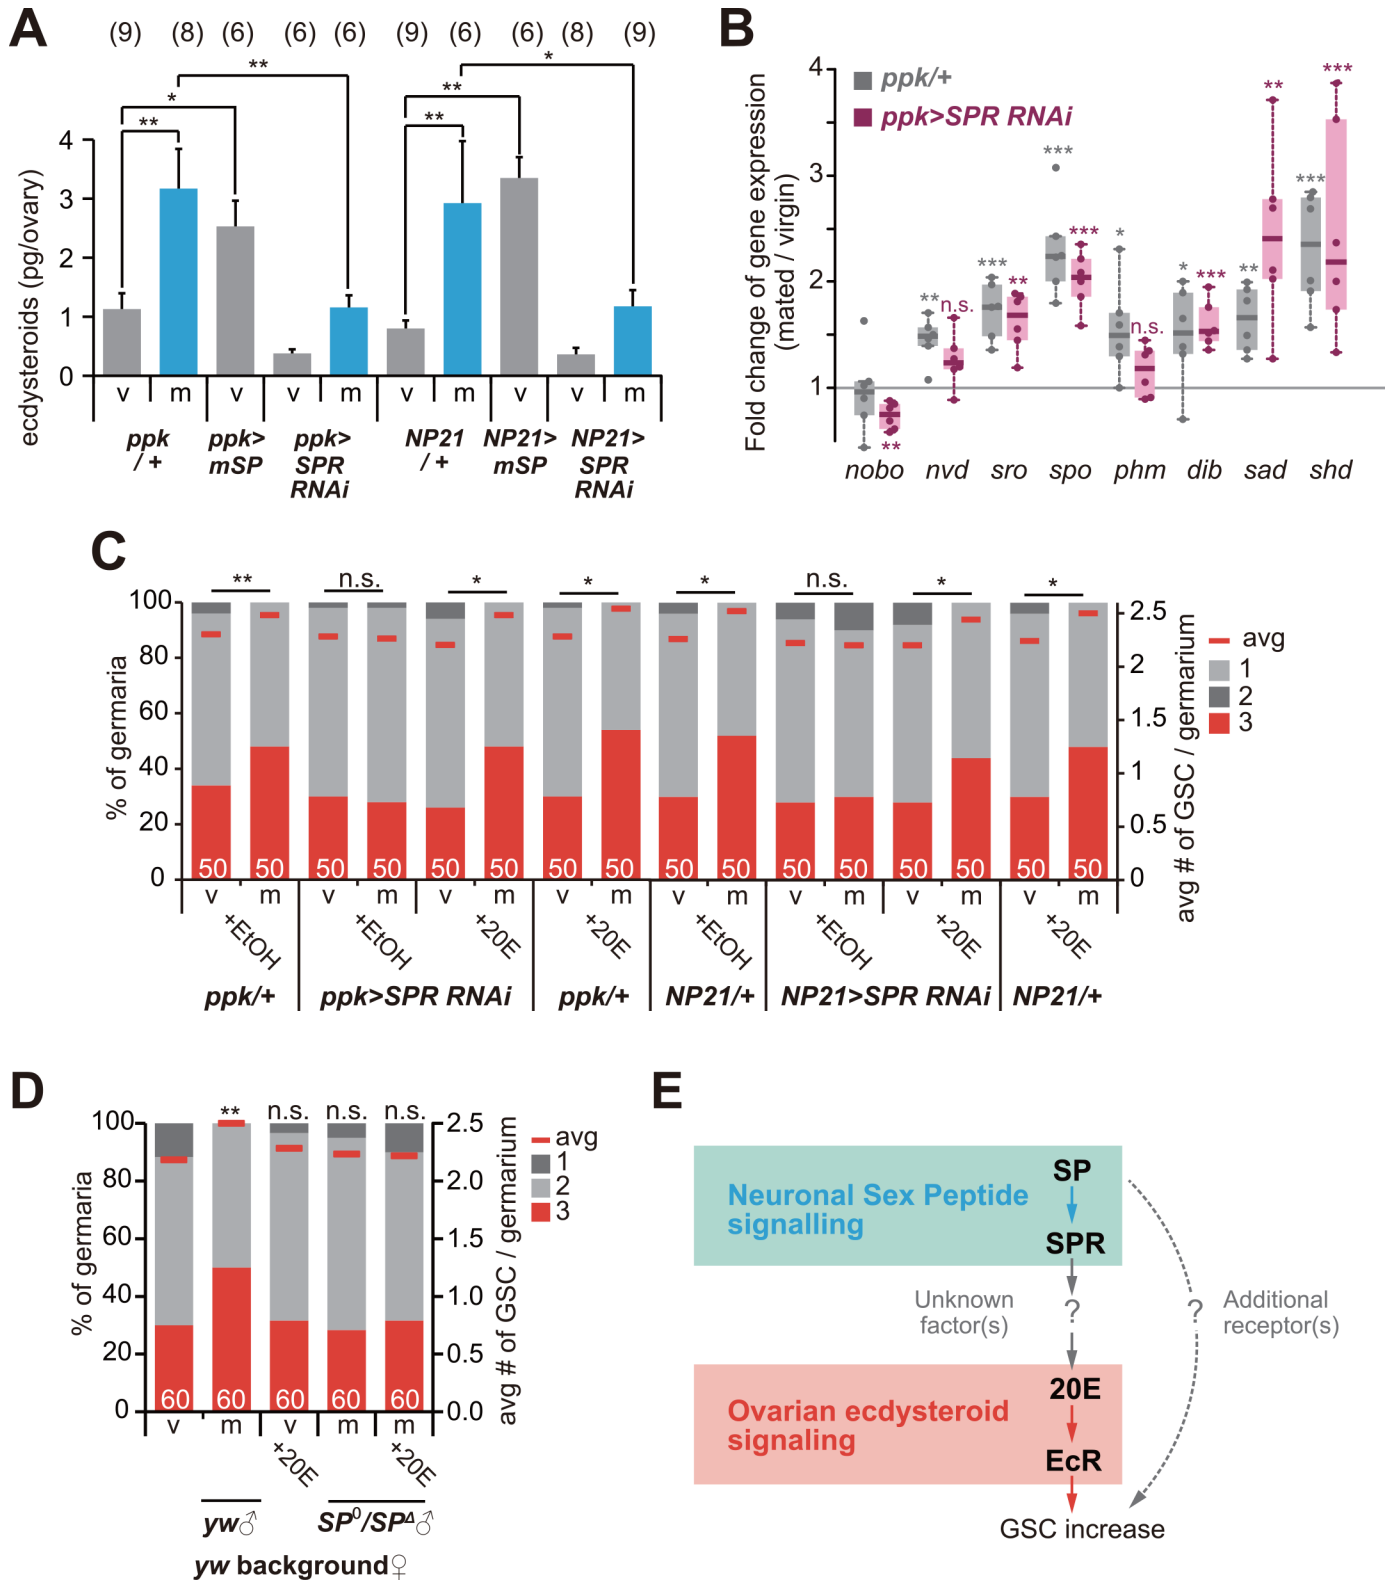 A
(9) (8) (6) (6) (6) (9) (6) (6) (8) (9)
** *
* **
** **
4
3
2
1
0
ecdysteroids (pg/ovary)
v m v v m v m v v m
ppk ppk> ppk> NP21 NP21> NP21>
/ + mSP SPR / + mSP SPR
RNAi RNAi
B
ppk/+
ppk>SPR RNAi
4
3
2
1
Fold change of gene expression
(mated / virgin)
** n.s. *** ** *** *** * n.s. * *** ** ** *** ***
**
nobo nvd sro spo phm dib sad shd
C
** n.s. * * * n.s. * *
100
80
60
40
20
0
% of germaria
2.5
2
1.5
1
0.5
0
avg # of GSC / germarium
avg
1
2
3
50 50 50 50 50 50 50 50 50 50 50 50 50 50 50 50
v m v m v m v m v m v m v m v m
+EtOH +EtOH +20E +20E +EtOH +EtOH +20E +20E
ppk/+ ppk>SPR RNAi ppk/+ NP21/+ NP21>SPR RNAi NP21/+
D
** n.s. n.s. n.s.
100
80
60
40
20
0
% of germaria
2.5
2.0
1.5
1.0
0.5
0.0
avg # of GSC / germarium
avg
1
2
3
60 60 60 60 60
v m v m m
+20E +20E
yw♂ SP⁰/SPΔ♂
yw background♀
E
Neuronal Sex Peptide
signalling
SP
SPR
Unknown
factor(s)
?
?
Additional
receptor(s)
Ovarian ecdysteroid
signaling
20E
EcR
GSC increase